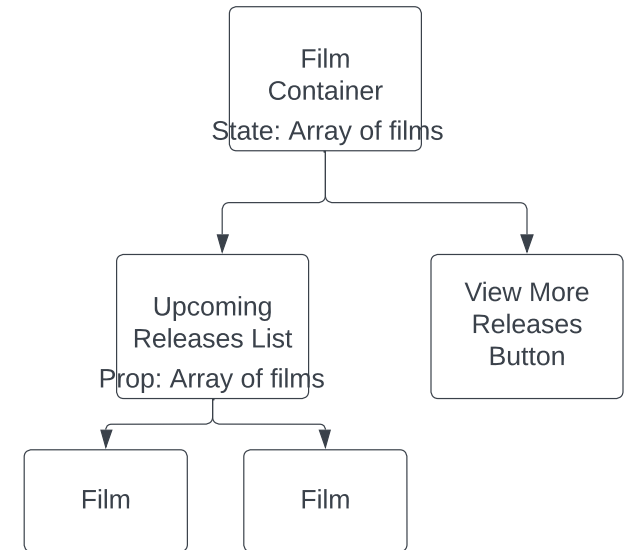 Film
Container
State: Array of films
Upcoming
Releases List
Prop: Array of films
View More
Releases
Button
Film
Film